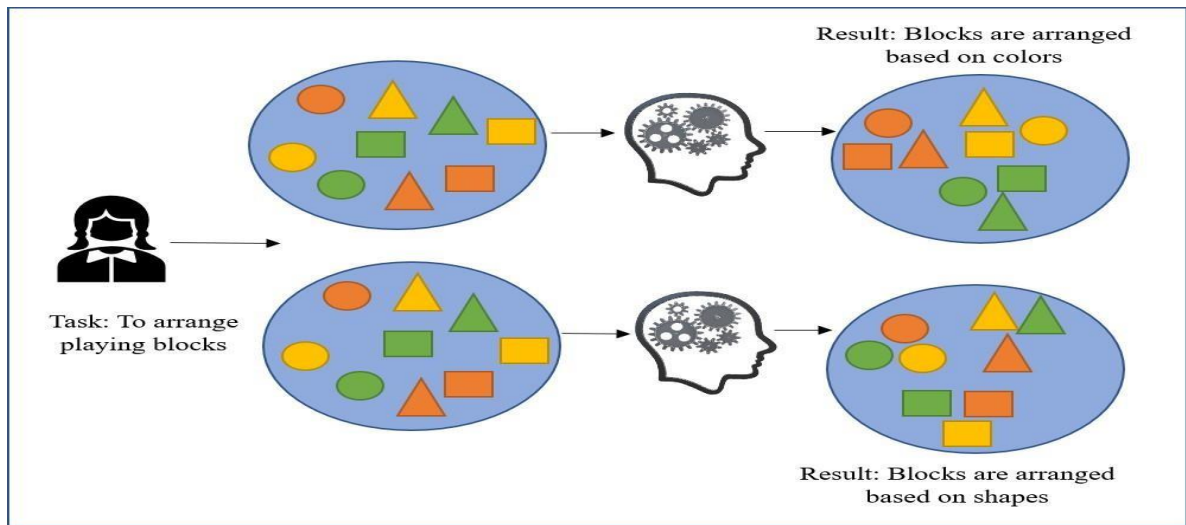 Result: Blocks are arranged
based on colors
Task: To arrange
playing blocks
Result: Blocks are arranged
based on shapes